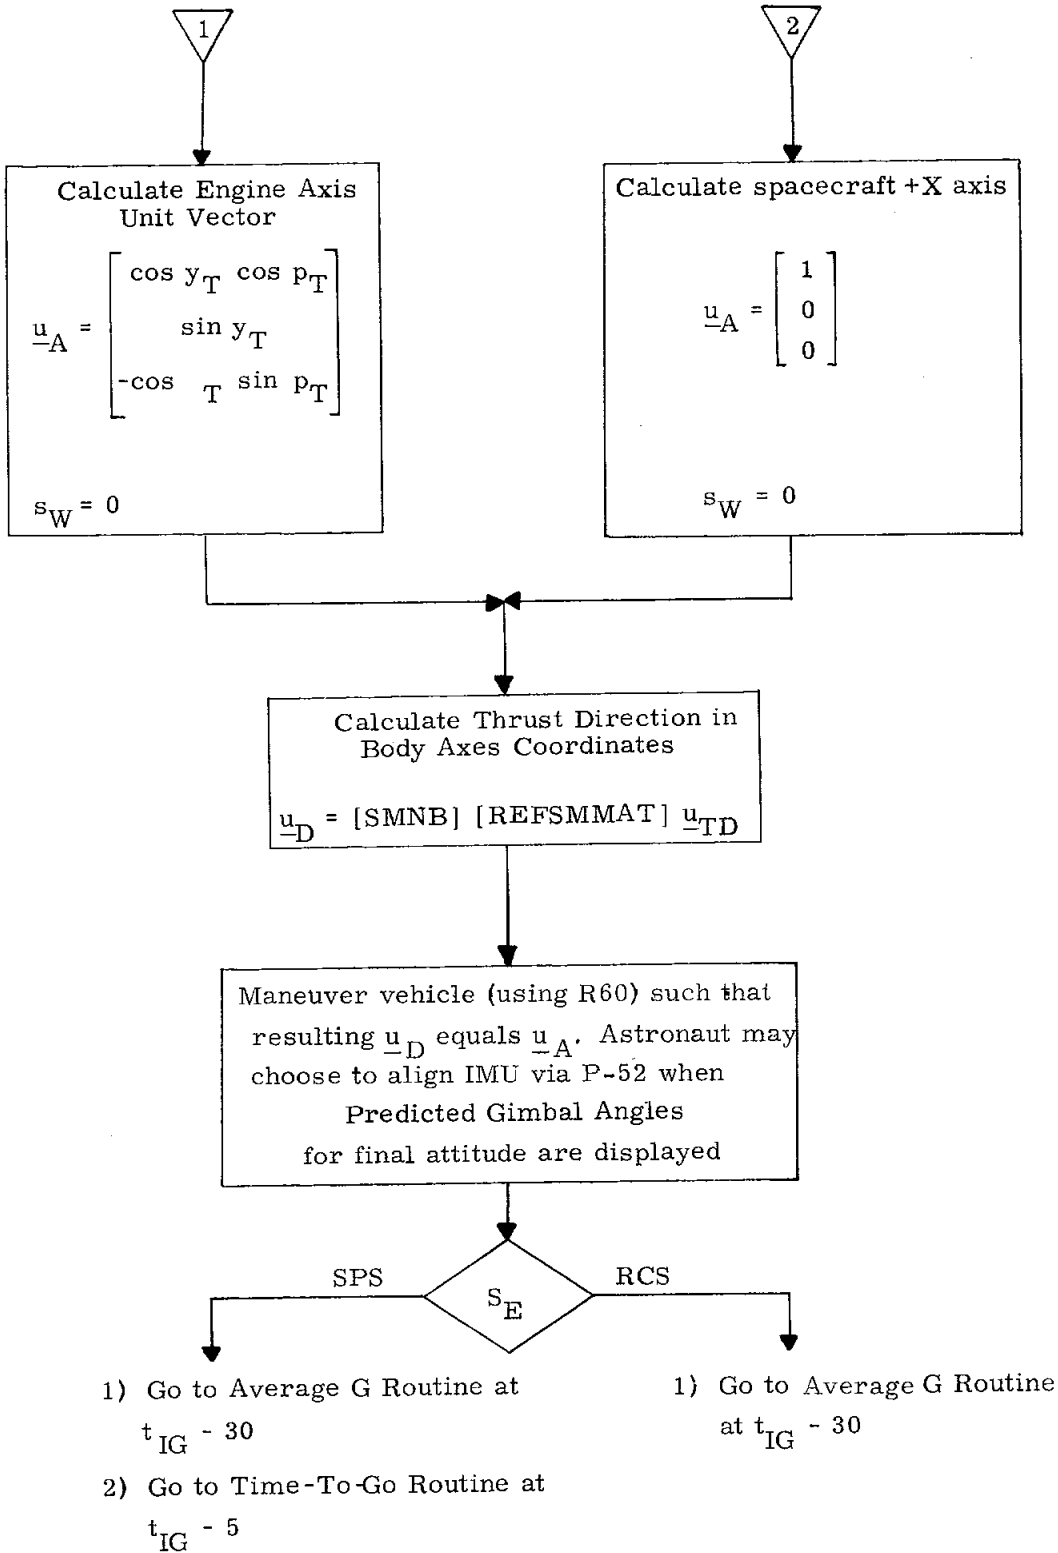 1
2
Calculate Engine Axis
Unit Vector
u_A = [ cos y_T cos p_T
sin y_T
-cos _T sin p_T ]
s_W = 0
Calculate spacecraft +X axis
u_A = [ 1
0
0 ]
s_W = 0
Calculate Thrust Direction in
Body Axes Coordinates
u_D = [SMNB] [REFSMMAT] u_TD
Maneuver vehicle (using R60) such that
resulting u_D equals u_A. Astronaut may
choose to align IMU via P-52 when
Predicted Gimbal Angles
for final attitude are displayed
SPS
S_E
RCS
1) Go to Average G Routine at
t_IG - 30
2) Go to Time-To-Go Routine at
t_IG - 5
1) Go to Average G Routine
at t_IG - 30